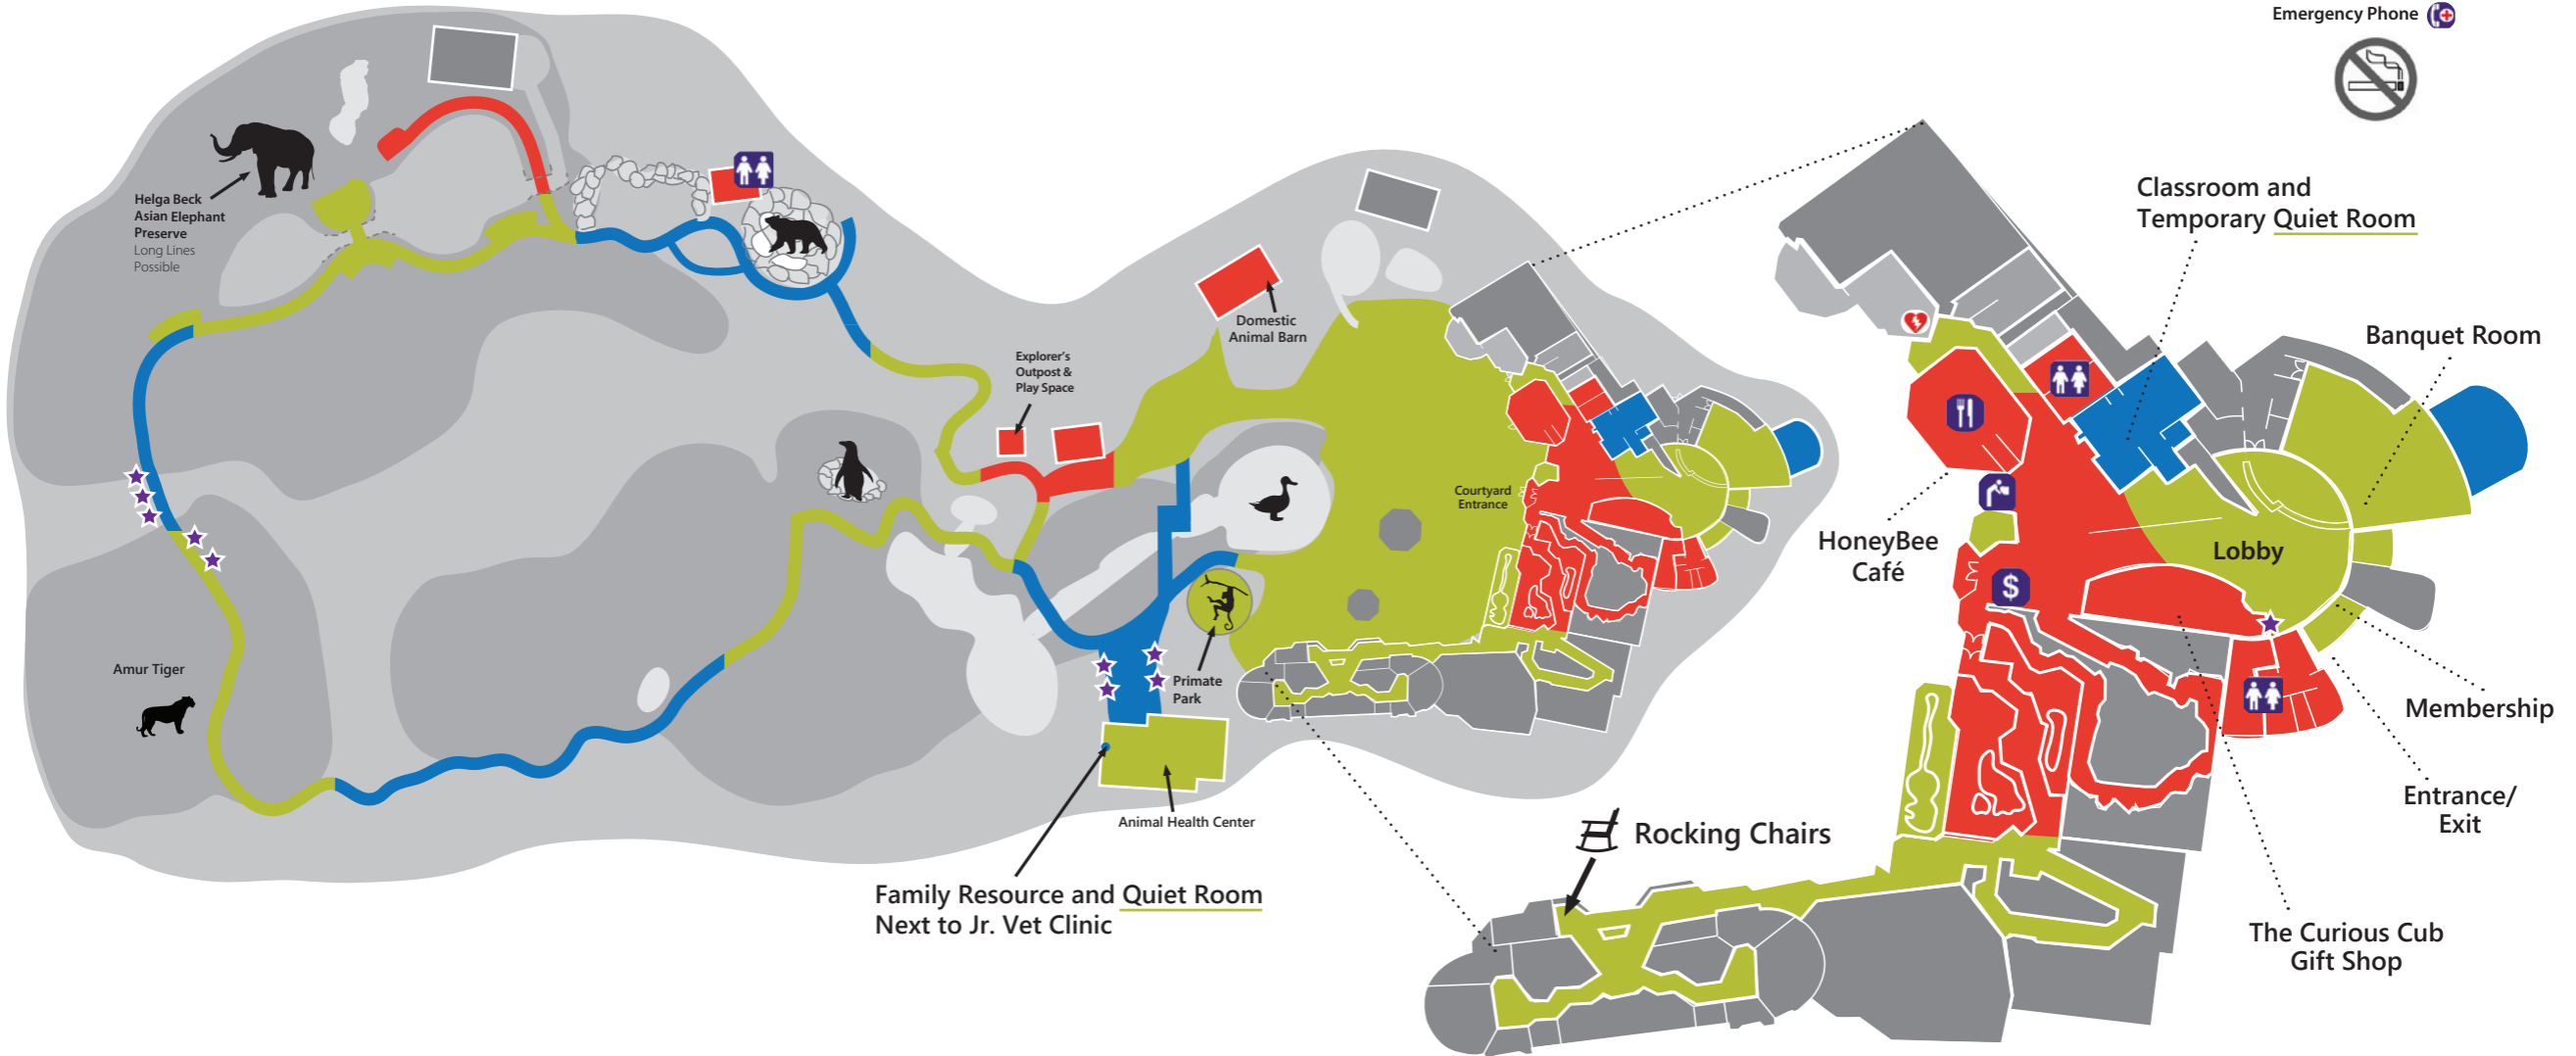 Emergency Phone
Classroom and
Temporary Quiet Room
Helga Beck
Asian Elephant
Preserve
Long Lines
Possible
Domestic
Animal Barn
Banquet Room
Explorer's
Outpost &
Play Space
Courtyard
Entrance
HoneyBee
Café
Lobby
$
Amur Tiger
Primate
Park
Membership
Entrance/
Exit
Animal Health Center
Rocking Chairs
Family Resource and Quiet Room
Next to Jr. Vet Clinic
The Curious Cub
Gift Shop